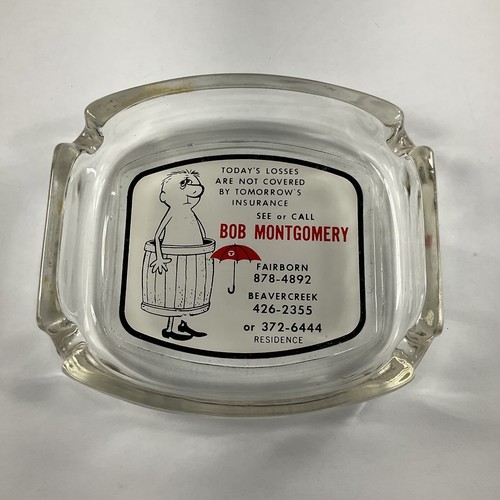 TODAY'S LOSSES
ARE NOT COVERED
BY TOMORROW'S
INSURANCE
SEE or CALL
BOB MONTGOMERY
FAIRBORN
878-4892
BEAVERCREEK
426-2355
or 372-6444
RESIDENCE